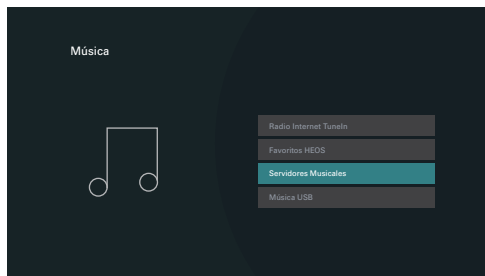 Música
Radio Internet TuneIn
Favoritos HEOS
Servidores Musicales
Música USB